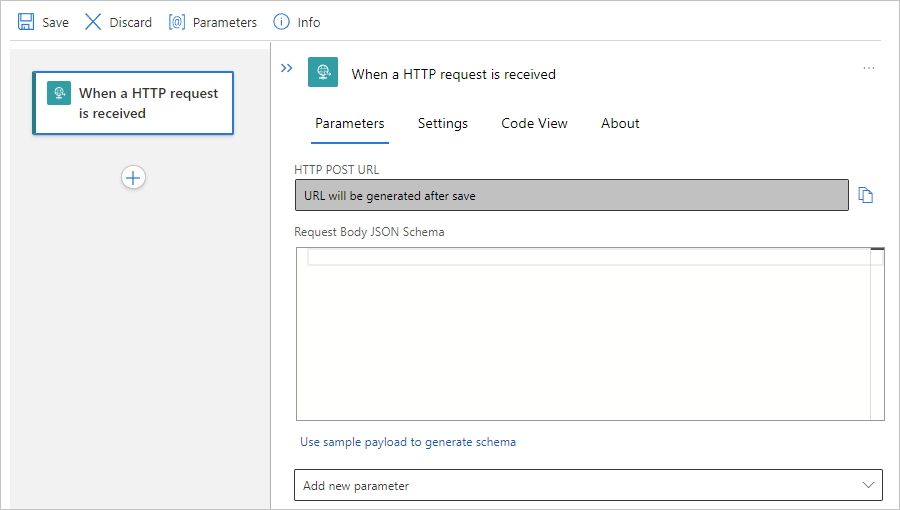 Save Discard Parameters Info
When a HTTP request
is received
When a HTTP request is received
Parameters Settings Code View About
HTTP POST URL
URL will be generated after save
Request Body JSON Schema
Use sample payload to generate schema
Add new parameter